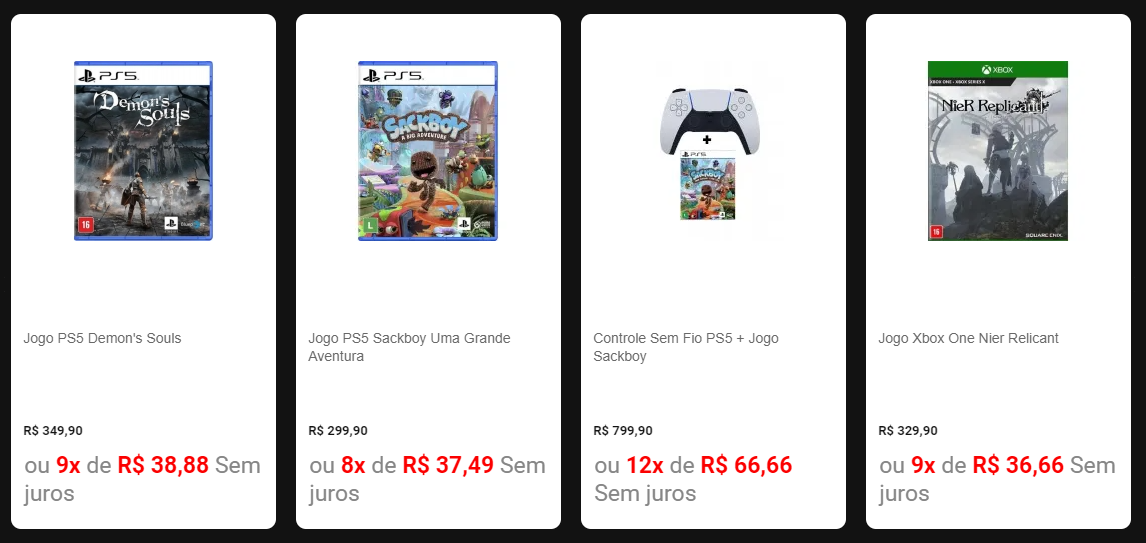 PS5
Demon's
Souls
16
Jogo PS5 Demon's Souls
R$ 349,90
ou 9x de R$ 38,88 Sem
juros
PS5
SACKBOY
A BIG ADVENTURE
L
Jogo PS5 Sackboy Uma Grande
Aventura
R$ 299,90
ou 8x de R$ 37,49 Sem
juros
+
PS5
SACKBOY
Controle Sem Fio PS5 + Jogo
Sackboy
R$ 799,90
ou 12x de R$ 66,66
Sem juros
XBOX
XBOX ONE - XBOX SERIES X
NieR Replicant
16
SQUARE ENIX.
Jogo Xbox One Nier Relicant
R$ 329,90
ou 9x de R$ 36,66 Sem
juros